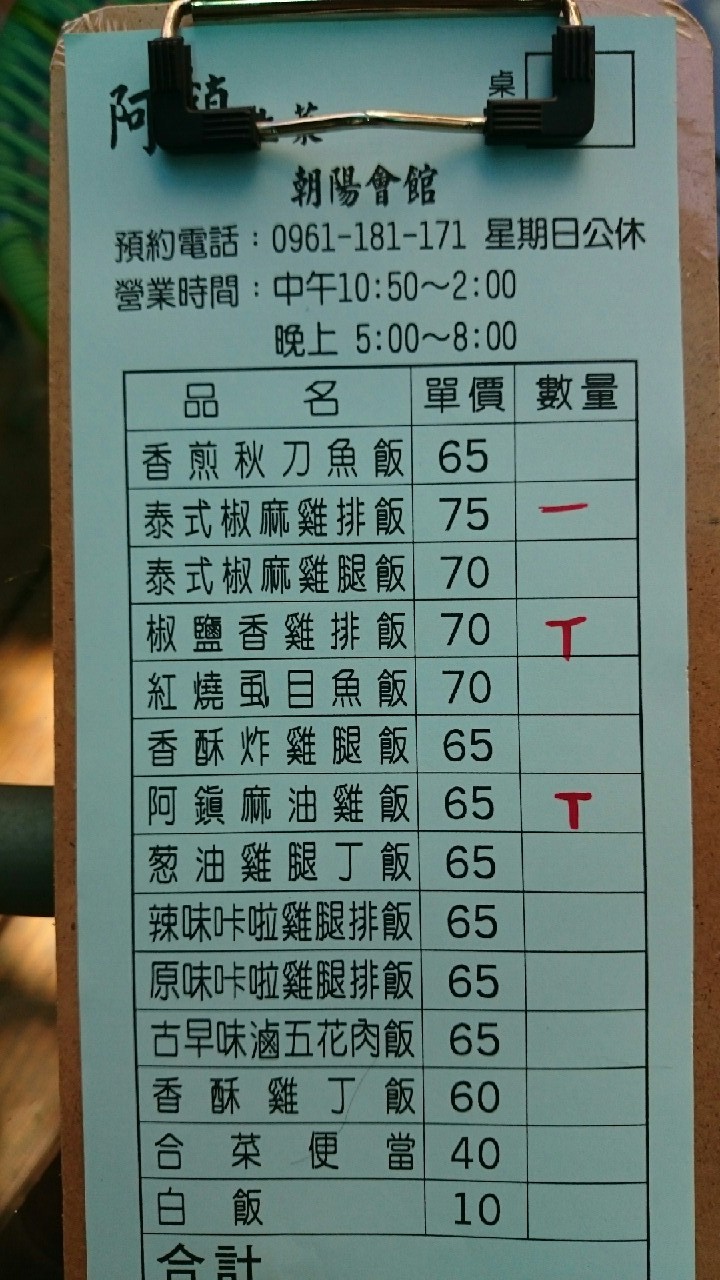 阿鎮 菜
桌
朝陽會館
預約電話：0961-181-171 星期日公休
營業時間：中午10:50～2:00
晚上 5:00～8:00
品名 單價 數量
香煎秋刀魚飯 65
泰式椒麻雞排飯 75 一
泰式椒麻雞腿飯 70
椒鹽香雞排飯 70 T
紅燒虱目魚飯 70
香酥炸雞腿飯 65
阿鎮麻油雞飯 65 T
葱油雞腿丁飯 65
辣味咔啦雞腿排飯 65
原味咔啦雞腿排飯 65
古早味滷五花肉飯 65
香酥雞丁飯 60
合菜便當 40
白飯 10
合計